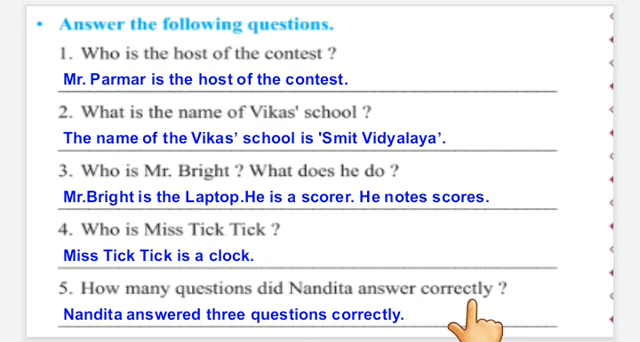 • Answer the following questions.
1. Who is the host of the contest ?
Mr. Parmar is the host of the contest.
2. What is the name of Vikas' school ?
The name of the Vikas’ school is 'Smit Vidyalaya’.
3. Who is Mr. Bright ? What does he do ?
Mr.Bright is the Laptop.He is a scorer. He notes scores.
4. Who is Miss Tick Tick ?
Miss Tick Tick is a clock.
5. How many questions did Nandita answer correctly ?
Nandita answered three questions correctly.